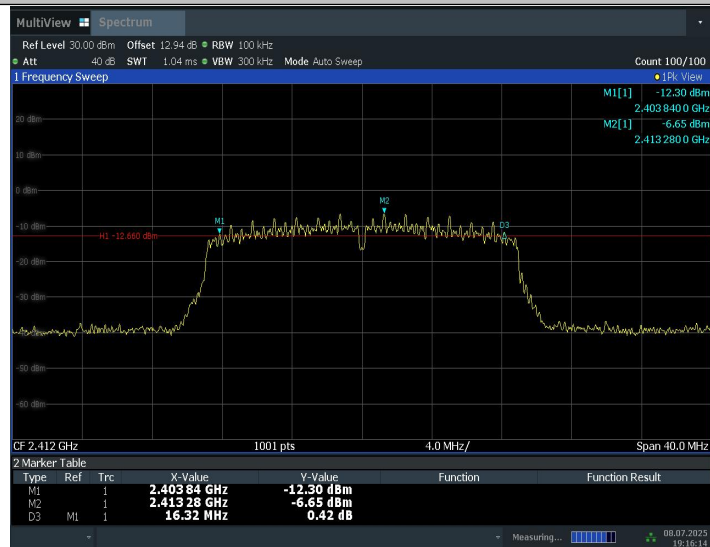 MultiView Spectrum
Ref Level 30.00 dBm Offset 12.94 dB RBW 100 kHz
Att 40 dB SWT 1.04 ms VBW 300 kHz Mode Auto Sweep Count 100/100
1 Frequency Sweep 1Pk View
M1[1] -12.30 dBm
2.403 840 0 GHz
20 dBm
M2[1] -6.65 dBm
2.413 280 0 GHz
10 dBm
0 dBm
M2
M1
D3
-10 dBm
H1 -12.660 dBm
-20 dBm
-30 dBm
-50 dBm
-60 dBm
CF 2.412 GHz 1001 pts 4.0 MHz/ Span 40.0 MHz
2 Marker Table
Type Ref Trc X-Value Y-Value Function Function Result
M1 1 2.40384 GHz -12.30 dBm
M2 1 2.41328 GHz -6.65 dBm
D3 M1 1 16.32 MHz 0.42 dB
Measuring... 08.07.2025
19:16:14